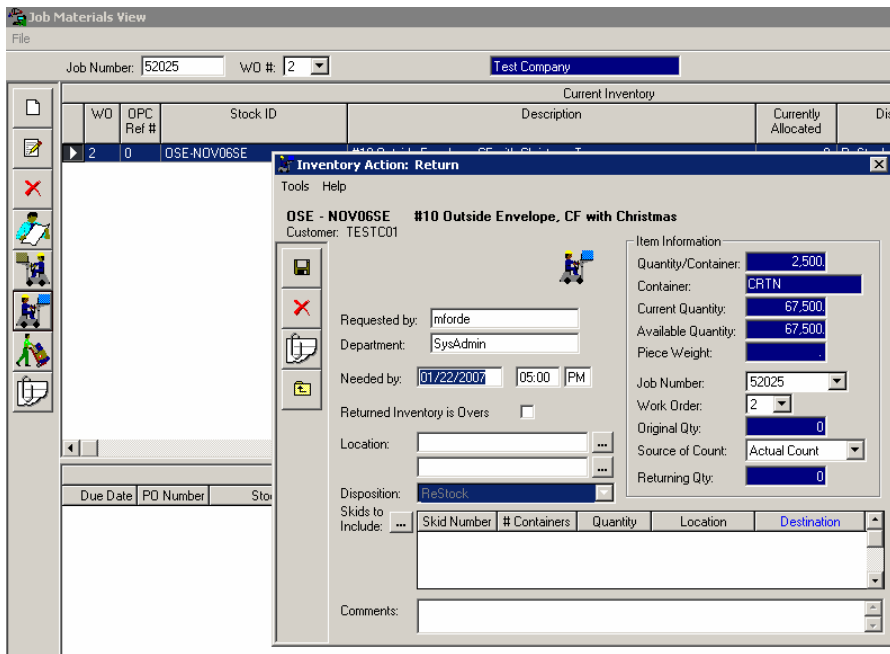 Job Materials View
File
Job Number: 52025 WO #: 2 Test Company
Current Inventory
WO OPC Ref # Stock ID Description Currently Allocated
2 0 OSE-NOV06SE
Inventory Action: Return
Tools Help
OSE - NOV06SE #10 Outside Envelope, CF with Christmas
Customer: TESTC01
Item Information
Quantity/Container: 2,500.
Container: CRTN
Current Quantity: 67,500.
Available Quantity: 67,500.
Piece Weight: .
Requested by: mforde
Department: SysAdmin
Needed by: 01/22/2007 05:00 PM
Returned Inventory is Overs
Location: ...
...
Disposition: ReStock
Job Number: 52025
Work Order: 2
Original Qty: 0
Source of Count: Actual Count
Returning Qty: 0
Skids to Include: ... Skid Number # Containers Quantity Location Destination
Comments:
Due Date PO Number